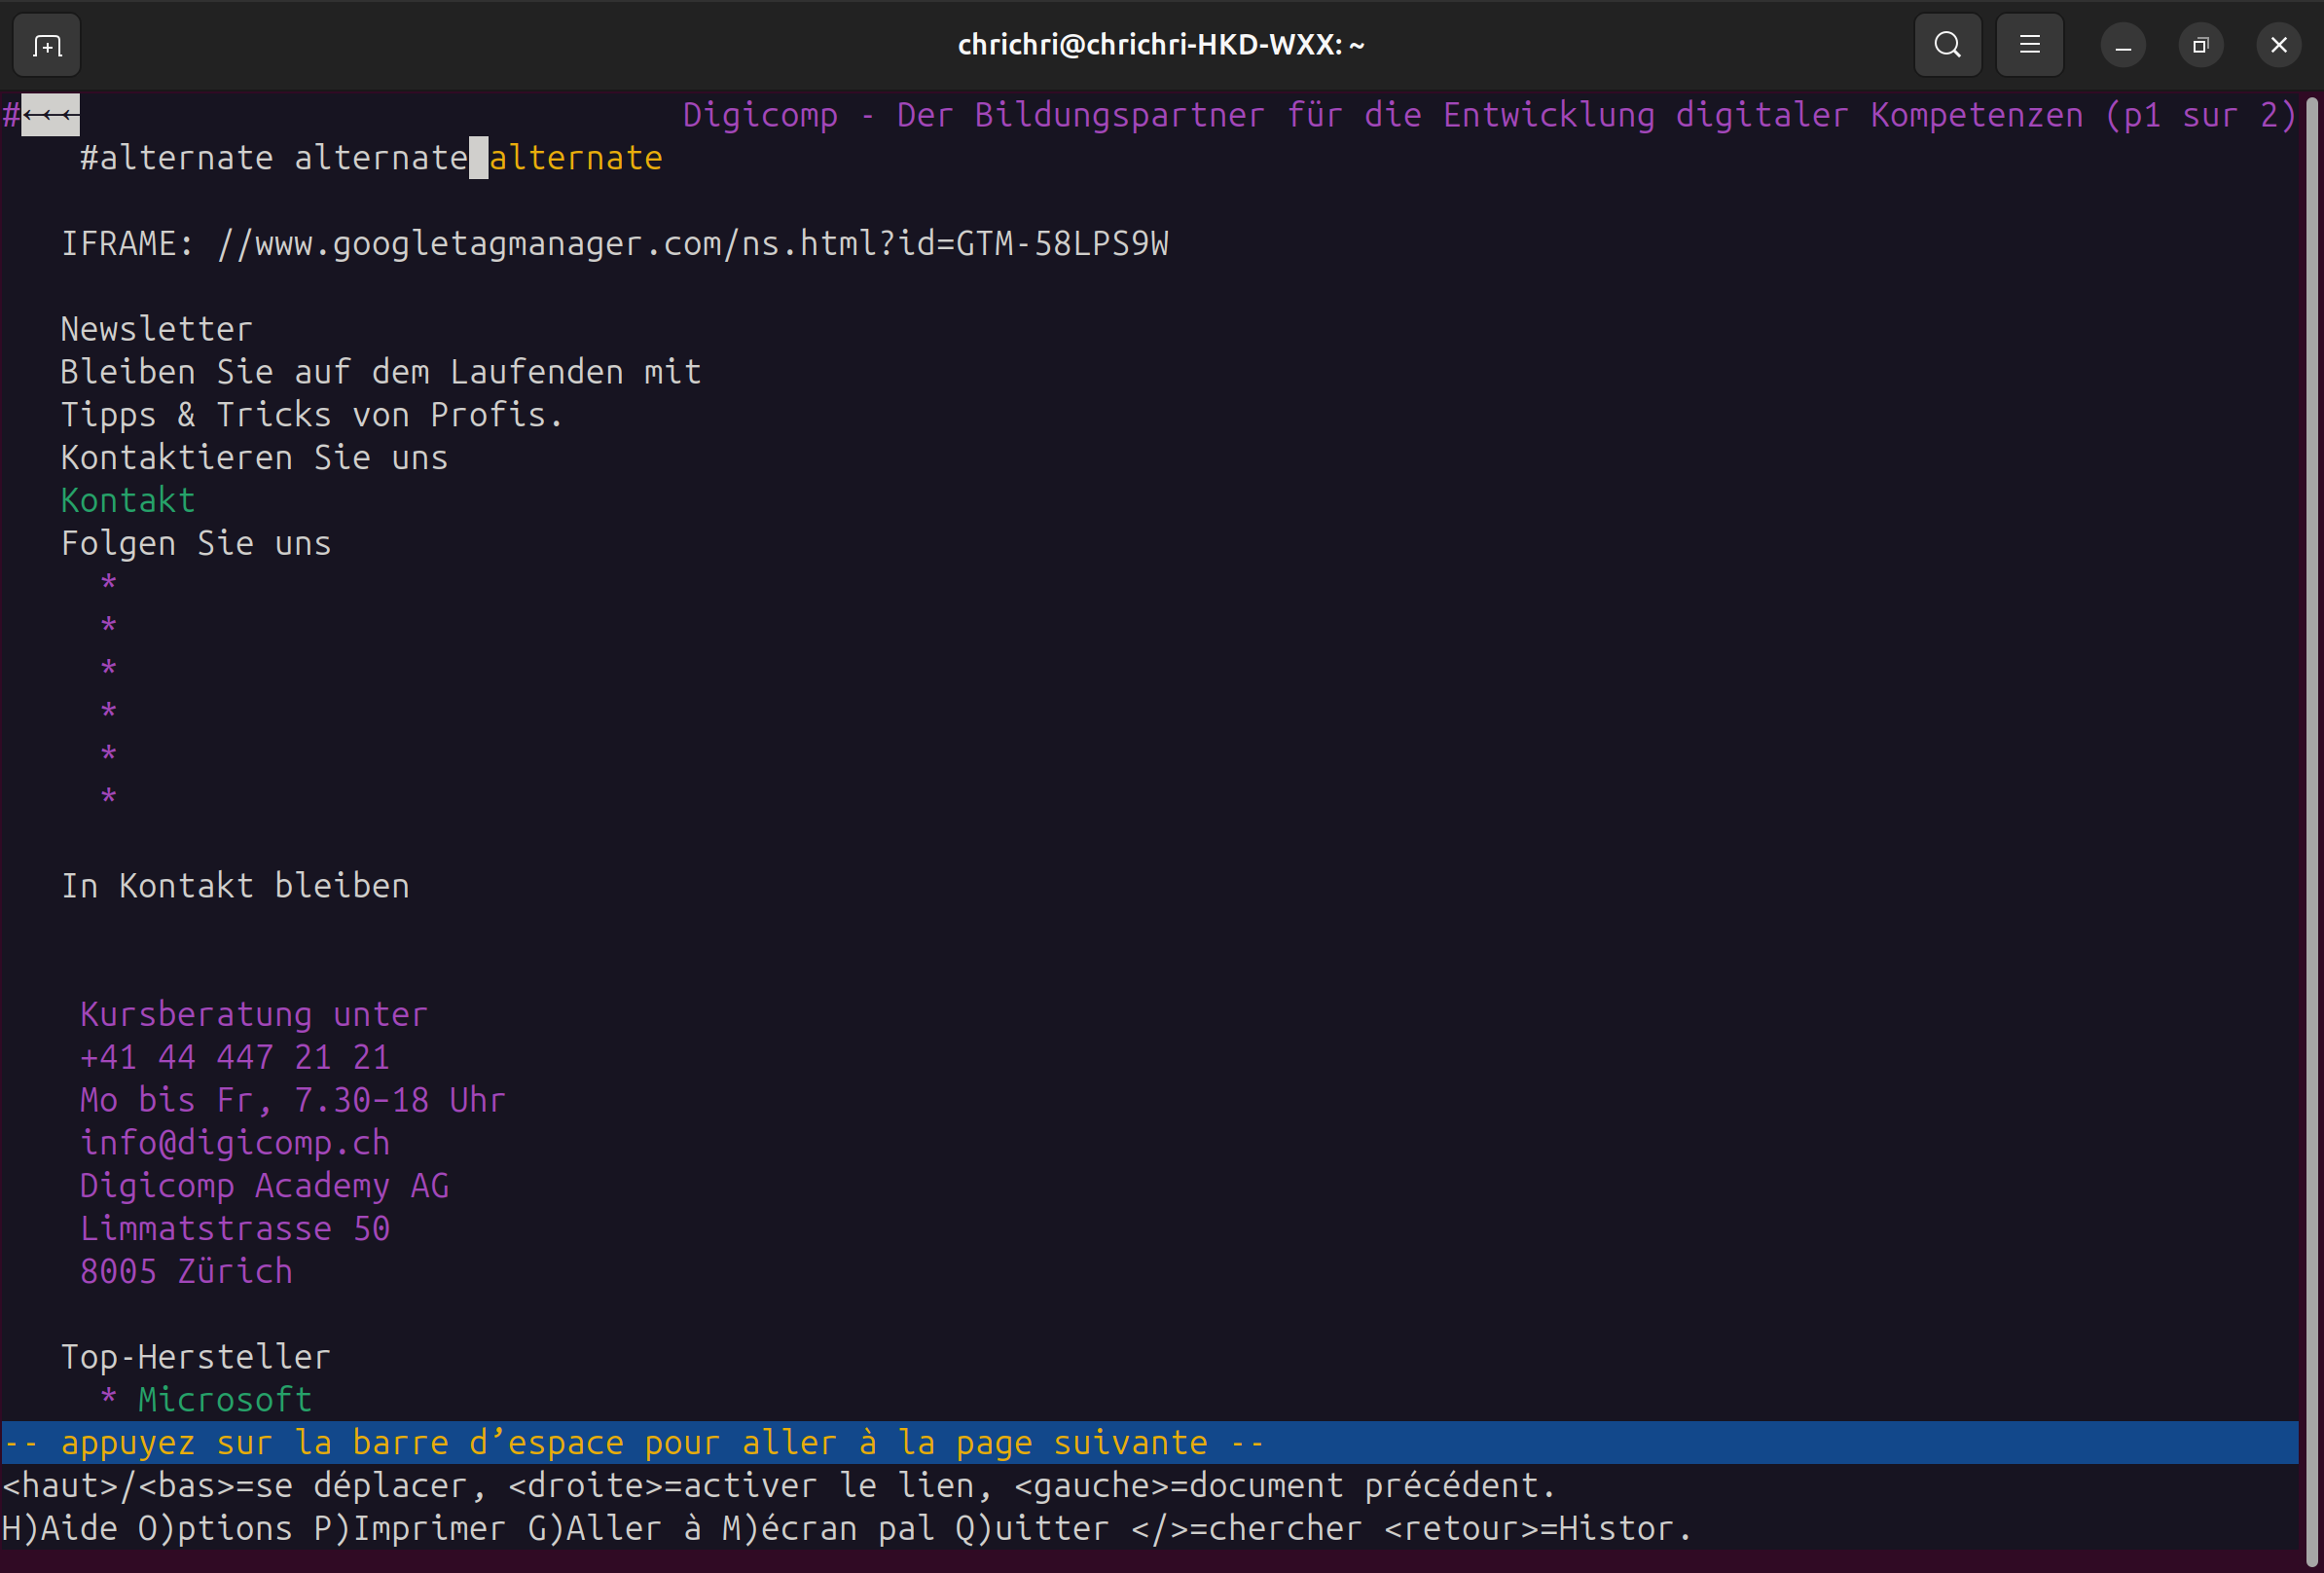 chrichri@chrichri-HKD-WXX: ~
#←←← Digicomp - Der Bildungspartner für die Entwicklung digitaler Kompetenzen (p1 sur 2)
#alternate alternate alternate
IFRAME: //www.googletagmanager.com/ns.html?id=GTM-58LPS9W
Newsletter
Bleiben Sie auf dem Laufenden mit
Tipps & Tricks von Profis.
Kontaktieren Sie uns
Kontakt
Folgen Sie uns
*
*
*
*
*
*
In Kontakt bleiben
Kursberatung unter
+41 44 447 21 21
Mo bis Fr, 7.30–18 Uhr
info@digicomp.ch
Digicomp Academy AG
Limmatstrasse 50
8005 Zürich
Top-Hersteller
* Microsoft
-- appuyez sur la barre d’espace pour aller à la page suivante --
<haut>/<bas>=se déplacer, <droite>=activer le lien, <gauche>=document précédent.
H)Aide O)ptions P)Imprimer G)Aller à M)écran pal Q)uitter </>=chercher <retour>=Histor.